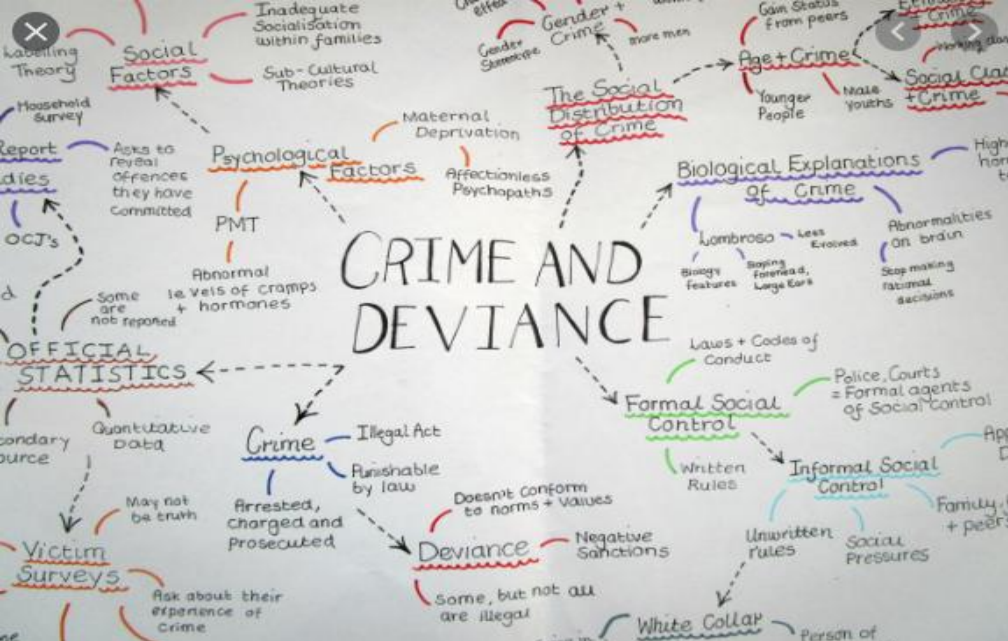 Inadequate
Socialisation
within families
Labelling
Theory
Social
Factors
Sub-Cultural
Theories
Gender +
Crime
Gender
Stereotype
more men
Gain Status
from peers
Age + Crime
Younger
People
Male
youths
+ Crime
Social Clas
+ Crime
Working
The Social
Distribution
of Crime
Household
Survey
Report
dies
Asks to
reveal
offences
they have
committed
OCJ's
Psychological
Factors
Maternal
Deprivation
Affectionless
Psychopaths
PMT
Abnormal
levels of cramps
+ hormones
Biological Explanations
of Crime
High
Lombroso
Less
Evolved
Biology
features
Sloping
forehead,
Large Ears
Abnormalities
on brain
Stop making
rational
decisions
CRIME AND
DEVIANCE
Some
are
not reported
OFFICIAL
STATISTICS
condary
ource
Quantitative
Data
Crime
Illegal Act
Punishable
by law
Arrested,
charged and
prosecuted
Laws + Codes of
Conduct
Formal Social
Control
Police, Courts
= Formal agents
of Social control
Written
Rules
Informal Social
Control
Family,
+ peer
Unwritten
rules
Social
Pressures
May not
be truth
Victim
Surveys
Ask about their
experience of
Crime
Doesn't conform
to norms + values
Deviance
Negative
Sanctions
Some, but not all
are illegal
White Collar
Person of